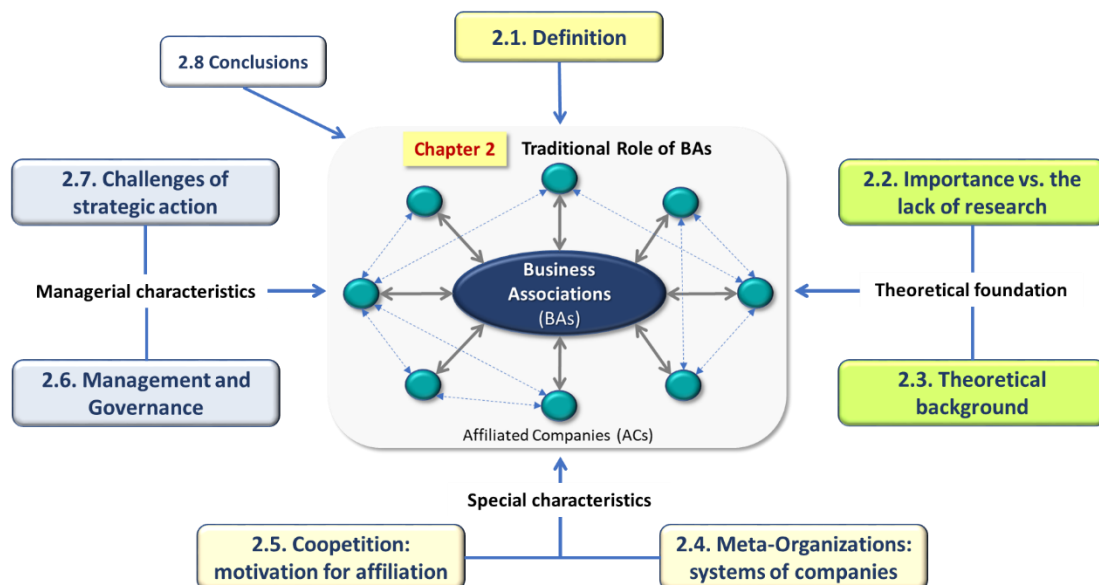 2.1. Definition
2.8 Conclusions
Chapter 2
Traditional Role of BAs
2.7. Challenges of
strategic action
2.2. Importance vs. the
lack of research
Business
Associations
(BAs)
Managerial characteristics
Theoretical foundation
2.6. Management and
Governance
2.3. Theoretical
background
Affiliated Companies (ACs)
Special characteristics
2.5. Coopetition:
motivation for affiliation
2.4. Meta-Organizations:
systems of companies